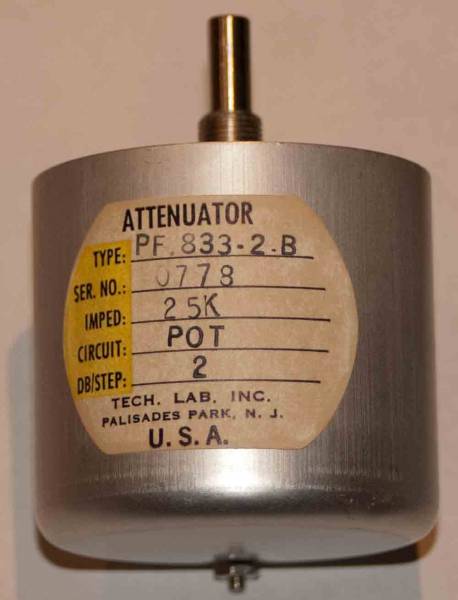 ATTENUATOR
TYPE: PF.833-2.B
SER. NO.: 0778
IMPED: 25K
CIRCUIT: POT
DB/STEP: 2
TECH. LAB, INC.
PALISADES PARK, N. J.
U. S. A.